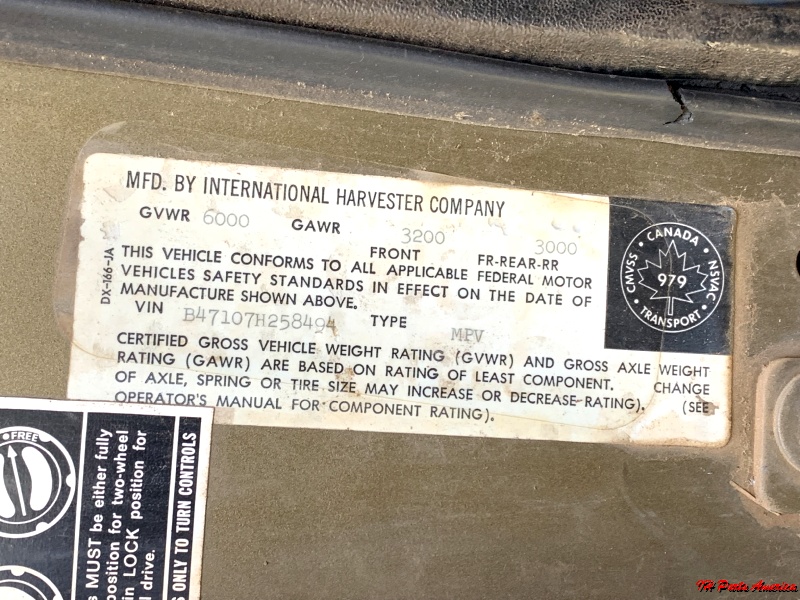 MFD. BY INTERNATIONAL HARVESTER COMPANY
GVWR 6000 GAWR 3200 3000
FRONT FR-REAR-RR
DX-166-JA
THIS VEHICLE CONFORMS TO ALL APPLICABLE FEDERAL MOTOR
VEHICLES SAFETY STANDARDS IN EFFECT ON THE DATE OF
MANUFACTURE SHOWN ABOVE.
VIN B47107H258494 TYPE MPV
CERTIFIED GROSS VEHICLE WEIGHT RATING (GVWR) AND GROSS AXLE WEIGHT
RATING (GAWR) ARE BASED ON RATING OF LEAST COMPONENT. CHANGE
OF AXLE, SPRING OR TIRE SIZE MAY INCREASE OR DECREASE RATING). (SEE
OPERATOR'S MANUAL FOR COMPONENT RATING).
CANADA
CMVSS
NSVAC
979
TRANSPORT
FREE
S MUST be either fully
position for two-wheel
in LOCK position for
drive.
S ONLY TO TURN CONTROLS
IH Parts America